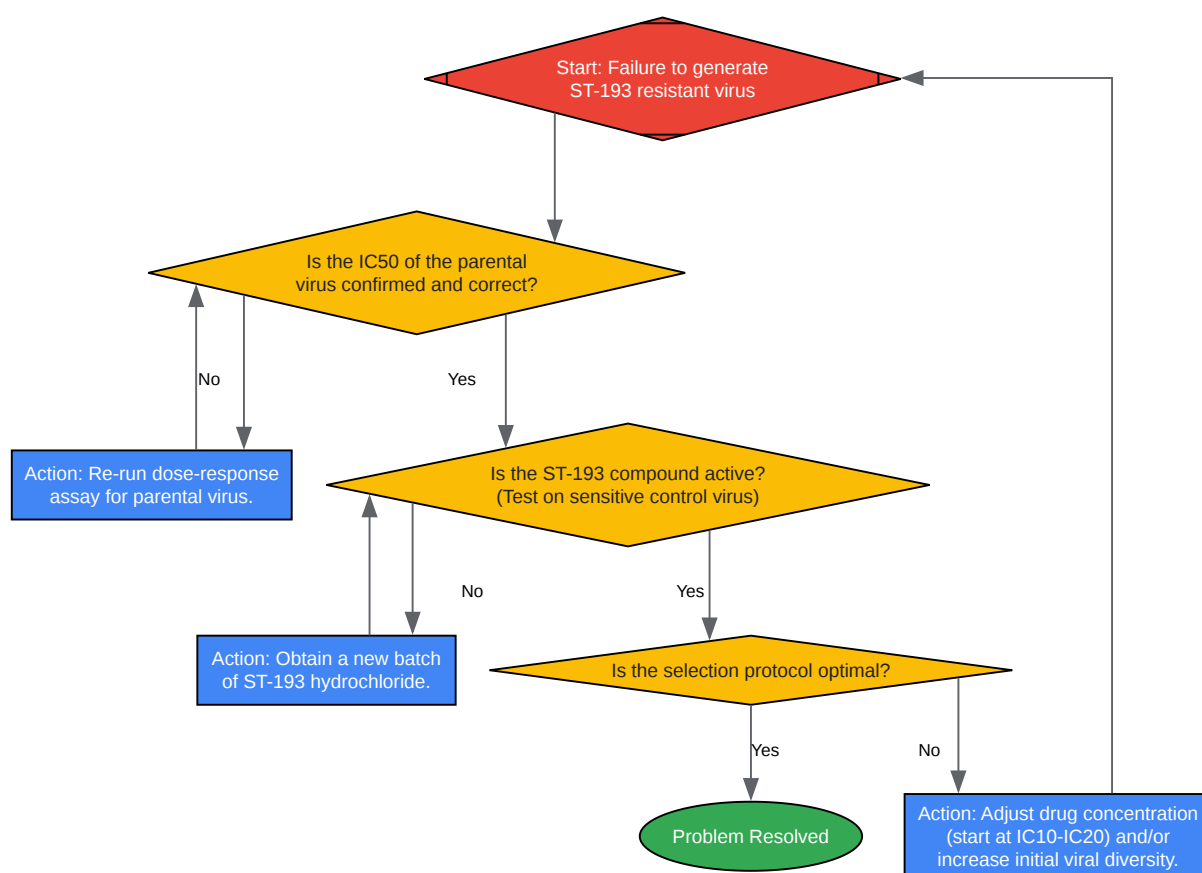 Start: Failure to generate
ST-193 resistant virus
Is the IC50 of the parental
virus confirmed and correct?
No
Yes
Action: Re-run dose-response
assay for parental virus.
Is the ST-193 compound active?
(Test on sensitive control virus)
No
Yes
Action: Obtain a new batch
of ST-193 hydrochloride.
Is the selection protocol optimal?
Yes
No
Problem Resolved
Action: Adjust drug concentration
(start at IC10-IC20) and/or
increase initial viral diversity.